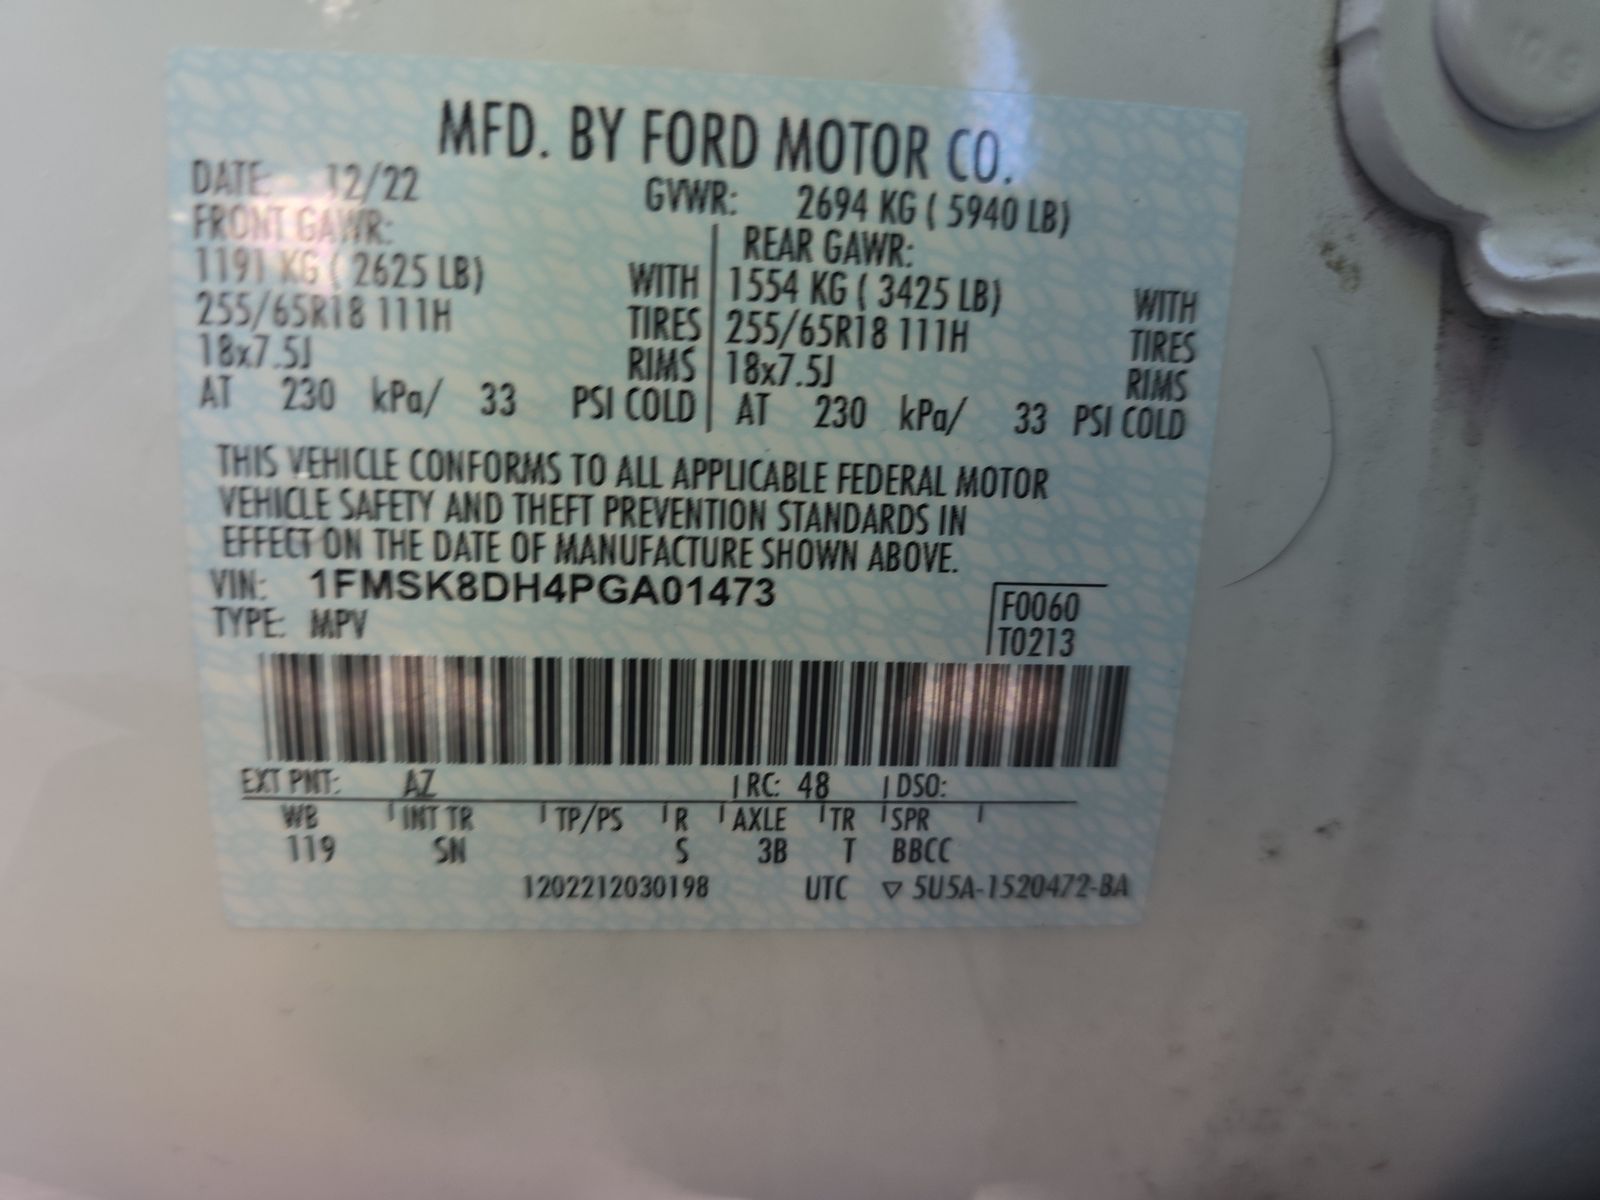 MFD. BY FORD MOTOR CO.
DATE: 12/22
GVWR: 2694 KG ( 5940 LB)
FRONT GAWR:
1191 KG ( 2625 LB) WITH
255/65R18 111H TIRES
18x7.5J RIMS
AT 230 kPa/ 33 PSI COLD
REAR GAWR:
1554 KG ( 3425 LB) WITH
255/65R18 111H TIRES
18x7.5J RIMS
AT 230 kPa/ 33 PSI COLD
THIS VEHICLE CONFORMS TO ALL APPLICABLE FEDERAL MOTOR
VEHICLE SAFETY AND THEFT PREVENTION STANDARDS IN
EFFECT ON THE DATE OF MANUFACTURE SHOWN ABOVE.
VIN: 1FMSK8DH4PGA01473
TYPE: MPV
F0060
T0213
EXT PNT: AZ RC: 48 DSO:
WB INT TR TP/PS R AXLE TR SPR
119 SN S 3B T BBCC
1202212030198 UTC ▽ 5U5A-1520472-BA